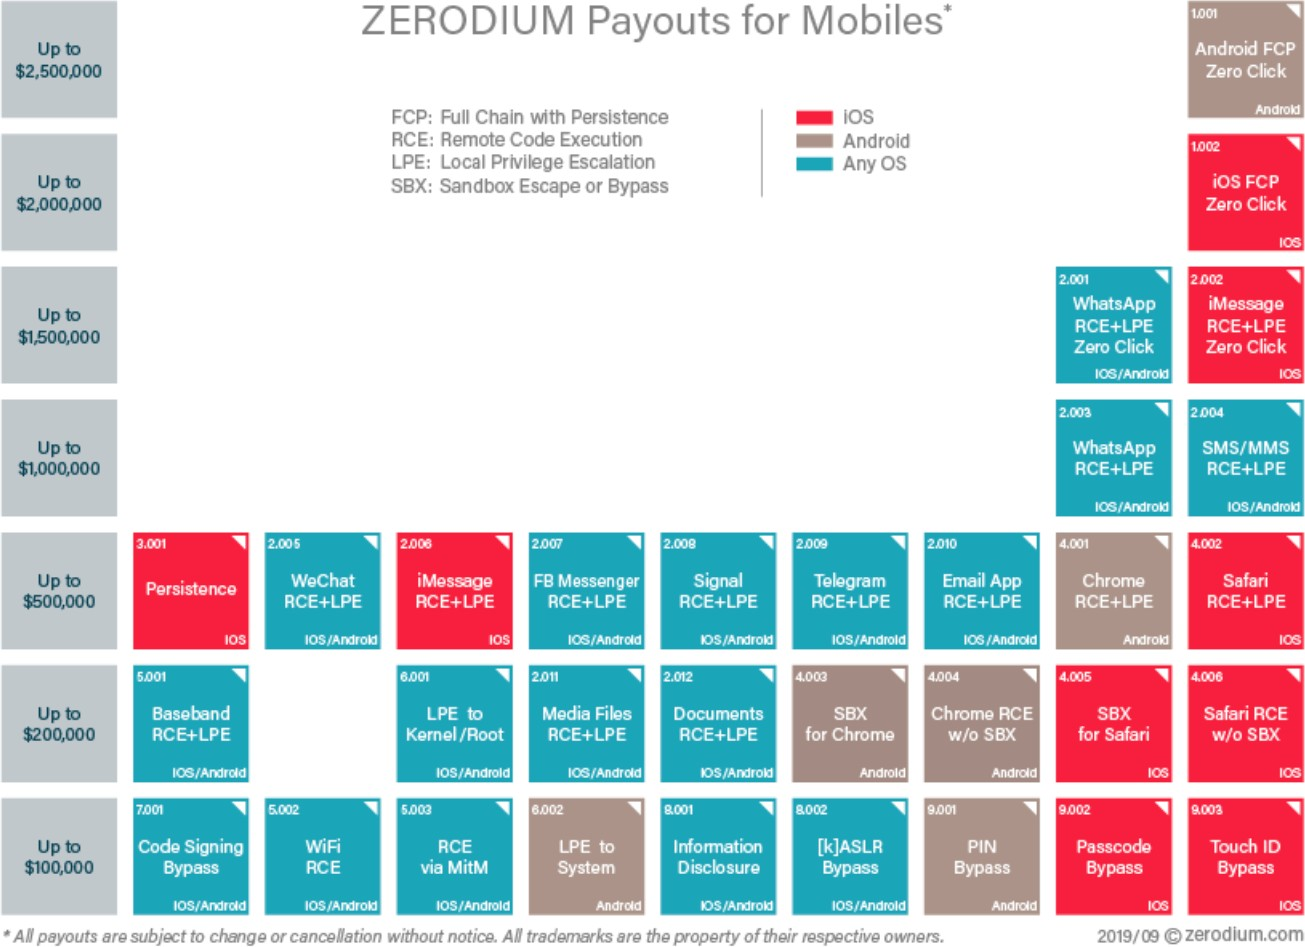 ZERODIUM Payouts for Mobiles*
FCP: Full Chain with Persistence
RCE: Remote Code Execution
LPE: Local Privilege Escalation
SBX: Sandbox Escape or Bypass
iOS
Android
Any OS
Up to
$2,500,000
1.001
Android FCP
Zero Click
Android
Up to
$2,000,000
1.002
iOS FCP
Zero Click
IOS
Up to
$1,500,000
2.001
WhatsApp
RCE+LPE
Zero Click
IOS/Android
2.002
iMessage
RCE+LPE
Zero Click
IOS
Up to
$1,000,000
2.003
WhatsApp
RCE+LPE
IOS/Android
2.004
SMS/MMS
RCE+LPE
IOS/Android
Up to
$500,000
3.001
Persistence
IOS
2.005
WeChat
RCE+LPE
IOS/Android
2.006
iMessage
RCE+LPE
IOS
2.007
FB Messenger
RCE+LPE
IOS/Android
2.008
Signal
RCE+LPE
IOS/Android
2.009
Telegram
RCE+LPE
IOS/Android
2.010
Email App
RCE+LPE
IOS/Android
4.001
Chrome
RCE+LPE
Android
4.002
Safari
RCE+LPE
IOS
Up to
$200,000
5.001
Baseband
RCE+LPE
IOS/Android
6.001
LPE to
Kernel/Root
IOS/Android
2.011
Media Files
RCE+LPE
IOS/Android
2.012
Documents
RCE+LPE
IOS/Android
4.003
SBX
for Chrome
Android
4.004
Chrome RCE
w/o SBX
Android
4.005
SBX
for Safari
IOS
4.006
Safari RCE
w/o SBX
IOS
Up to
$100,000
7.001
Code Signing
Bypass
IOS/Android
5.002
WiFi
RCE
IOS/Android
5.003
RCE
via MitM
IOS/Android
6.002
LPE to
System
Android
8.001
Information
Disclosure
IOS/Android
8.002
[k]ASLR
Bypass
IOS/Android
9.001
PIN
Bypass
Android
9.002
Passcode
Bypass
IOS
9.003
Touch ID
Bypass
IOS
* All payouts are subject to change or cancellation without notice. All trademarks are the property of their respective owners.
2019/09 © zerodium.com